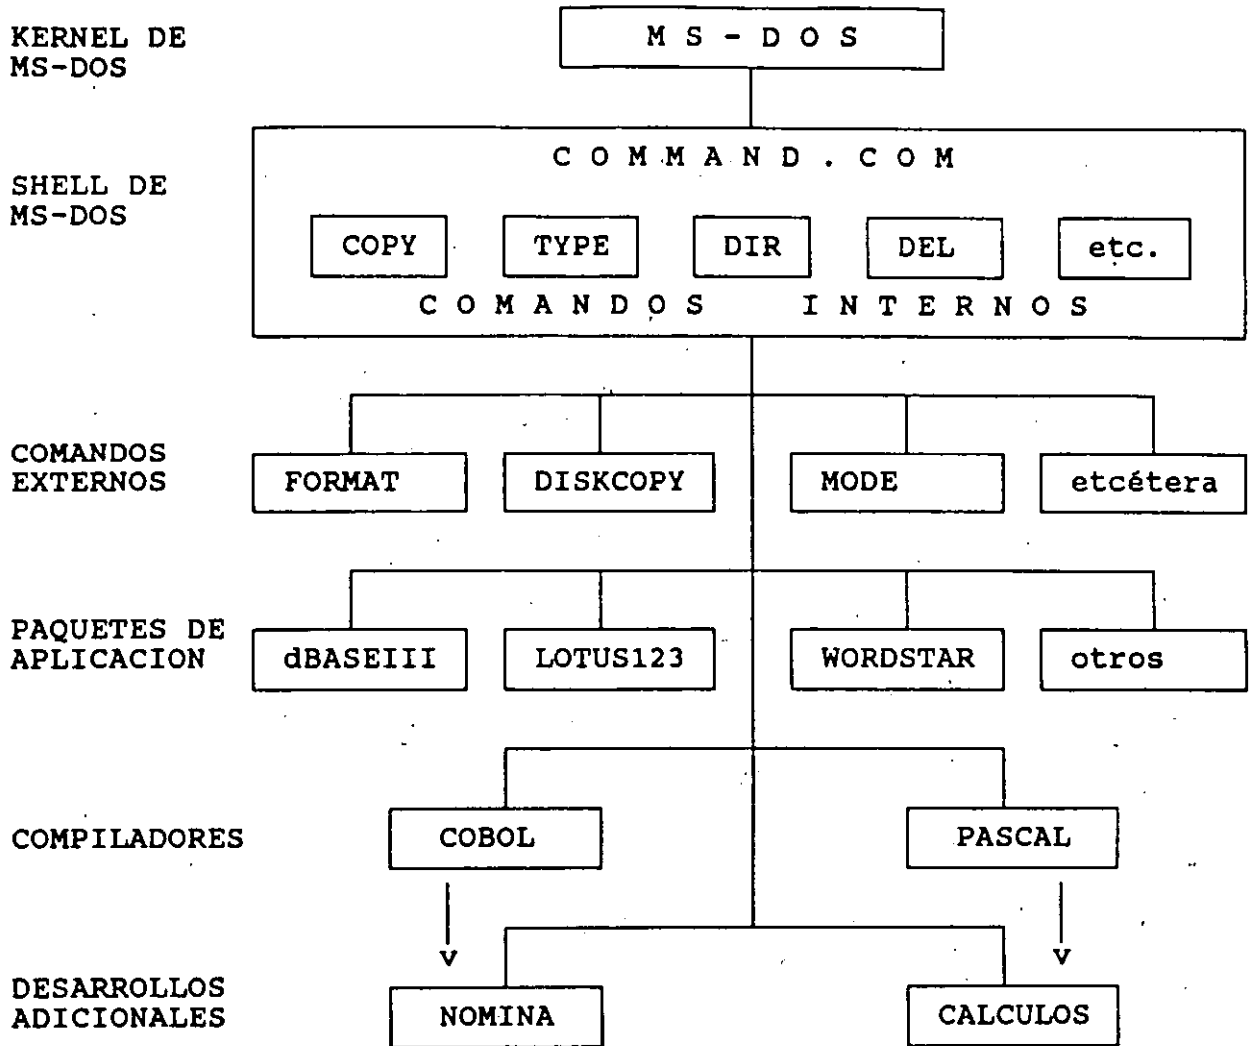 KERNEL DE
MS-DOS
M S - D O S
SHELL DE
MS-DOS
C O M M A N D . C O M
COPY
TYPE
DIR
DEL
etc.
C O M A N D O S   I N T E R N O S
COMANDOS
EXTERNOS
FORMAT
DISKCOPY
MODE
etcétera
PAQUETES DE
APLICACION
dBASEIII
LOTUS123
WORDSTAR
otros
COMPILADORES
COBOL
PASCAL
v
v
DESARROLLOS
ADICIONALES
NOMINA
CALCULOS